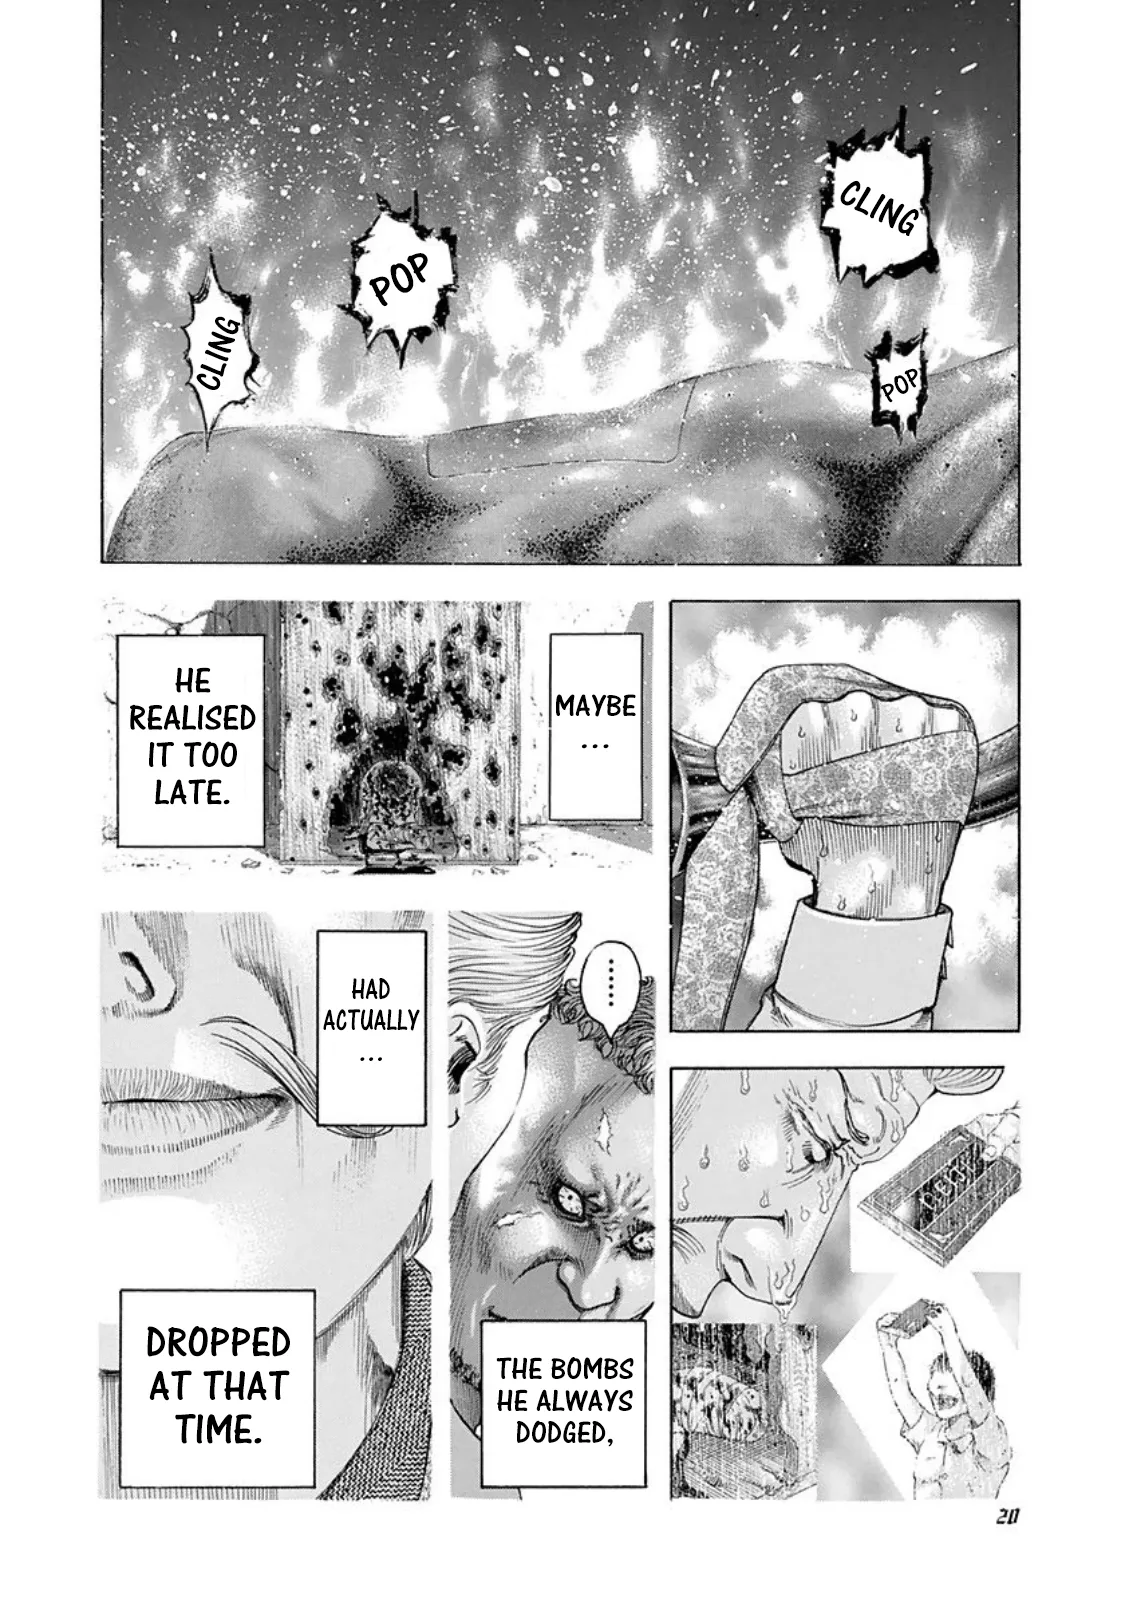 CLING
POP
POP
CLING
MAYBE
...
HE
REALISED
IT TOO
LATE.
......
THE BOMBS
HE ALWAYS
DODGED,
HAD
ACTUALLY
...
DROPPED
AT THAT
TIME.
20